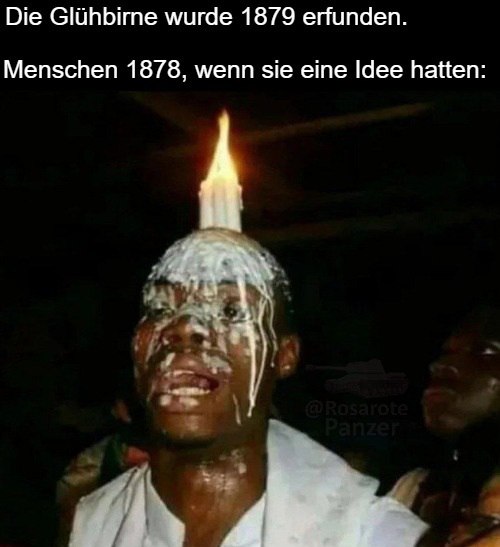 Die Glühbirne wurde 1879 erfunden.
Menschen 1878, wenn sie eine Idee hatten:
@Rosarote
Panzer